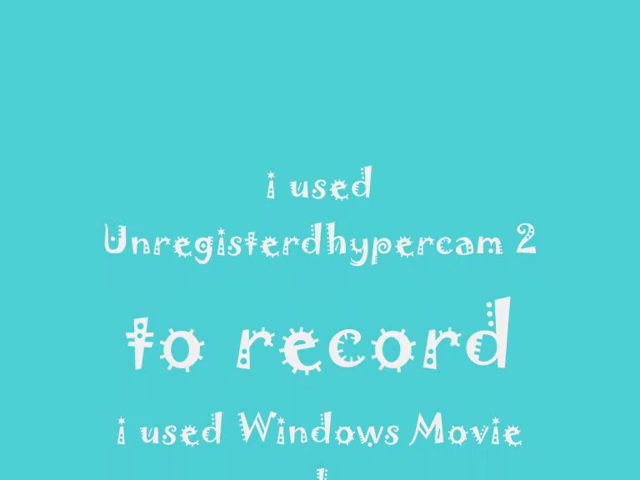 i used
Unregisterdhypercam 2
to record
i used Windows Movie